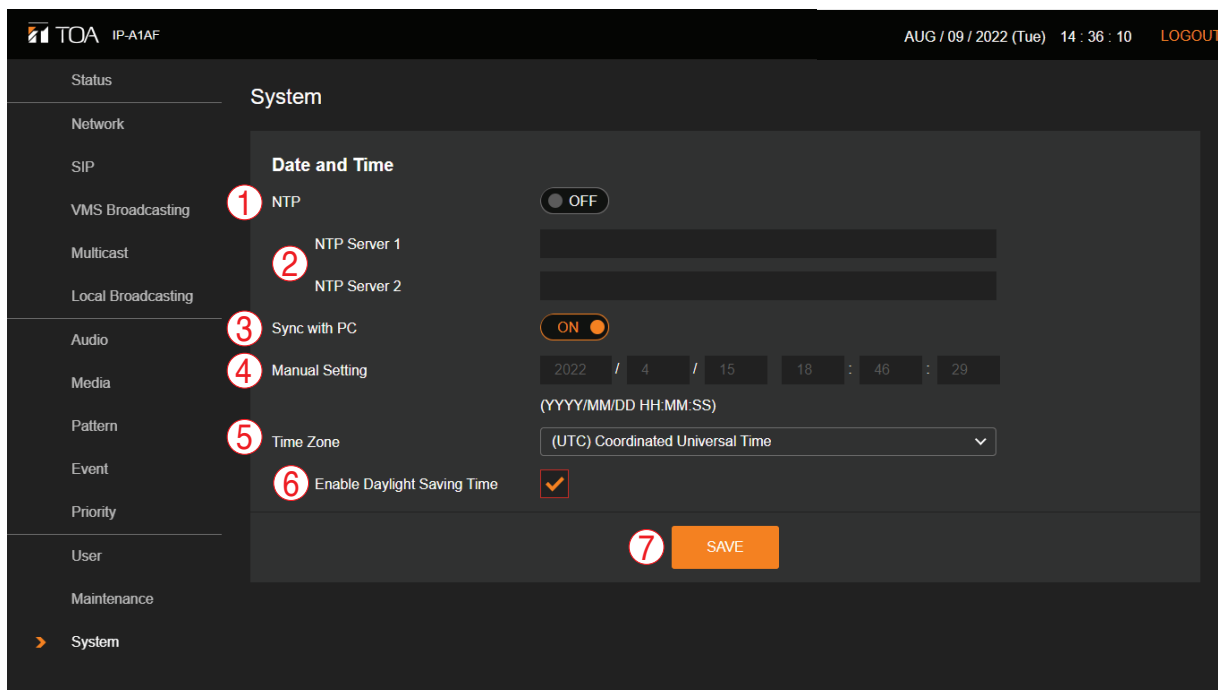 TOA IP-A1AF AUG / 09 / 2022 (Tue) 14 : 36 : 10 LOGOUT
Status
Network
SIP
VMS Broadcasting
Multicast
Local Broadcasting
Audio
Media
Pattern
Event
Priority
User
Maintenance
System
System
Date and Time
1 NTP OFF
2
NTP Server 1
NTP Server 2
3 Sync with PC ON
4 Manual Setting 2022 / 4 / 15 18 : 46 : 29
(YYYY/MM/DD HH:MM:SS)
5 Time Zone (UTC) Coordinated Universal Time
6 Enable Daylight Saving Time
7 SAVE